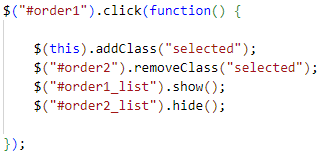 $("#order1").click(function() {
$(this).addClass("selected");
$("#order2").removeClass("selected");
$("#order1_list").show();
$("#order2_list").hide();
});